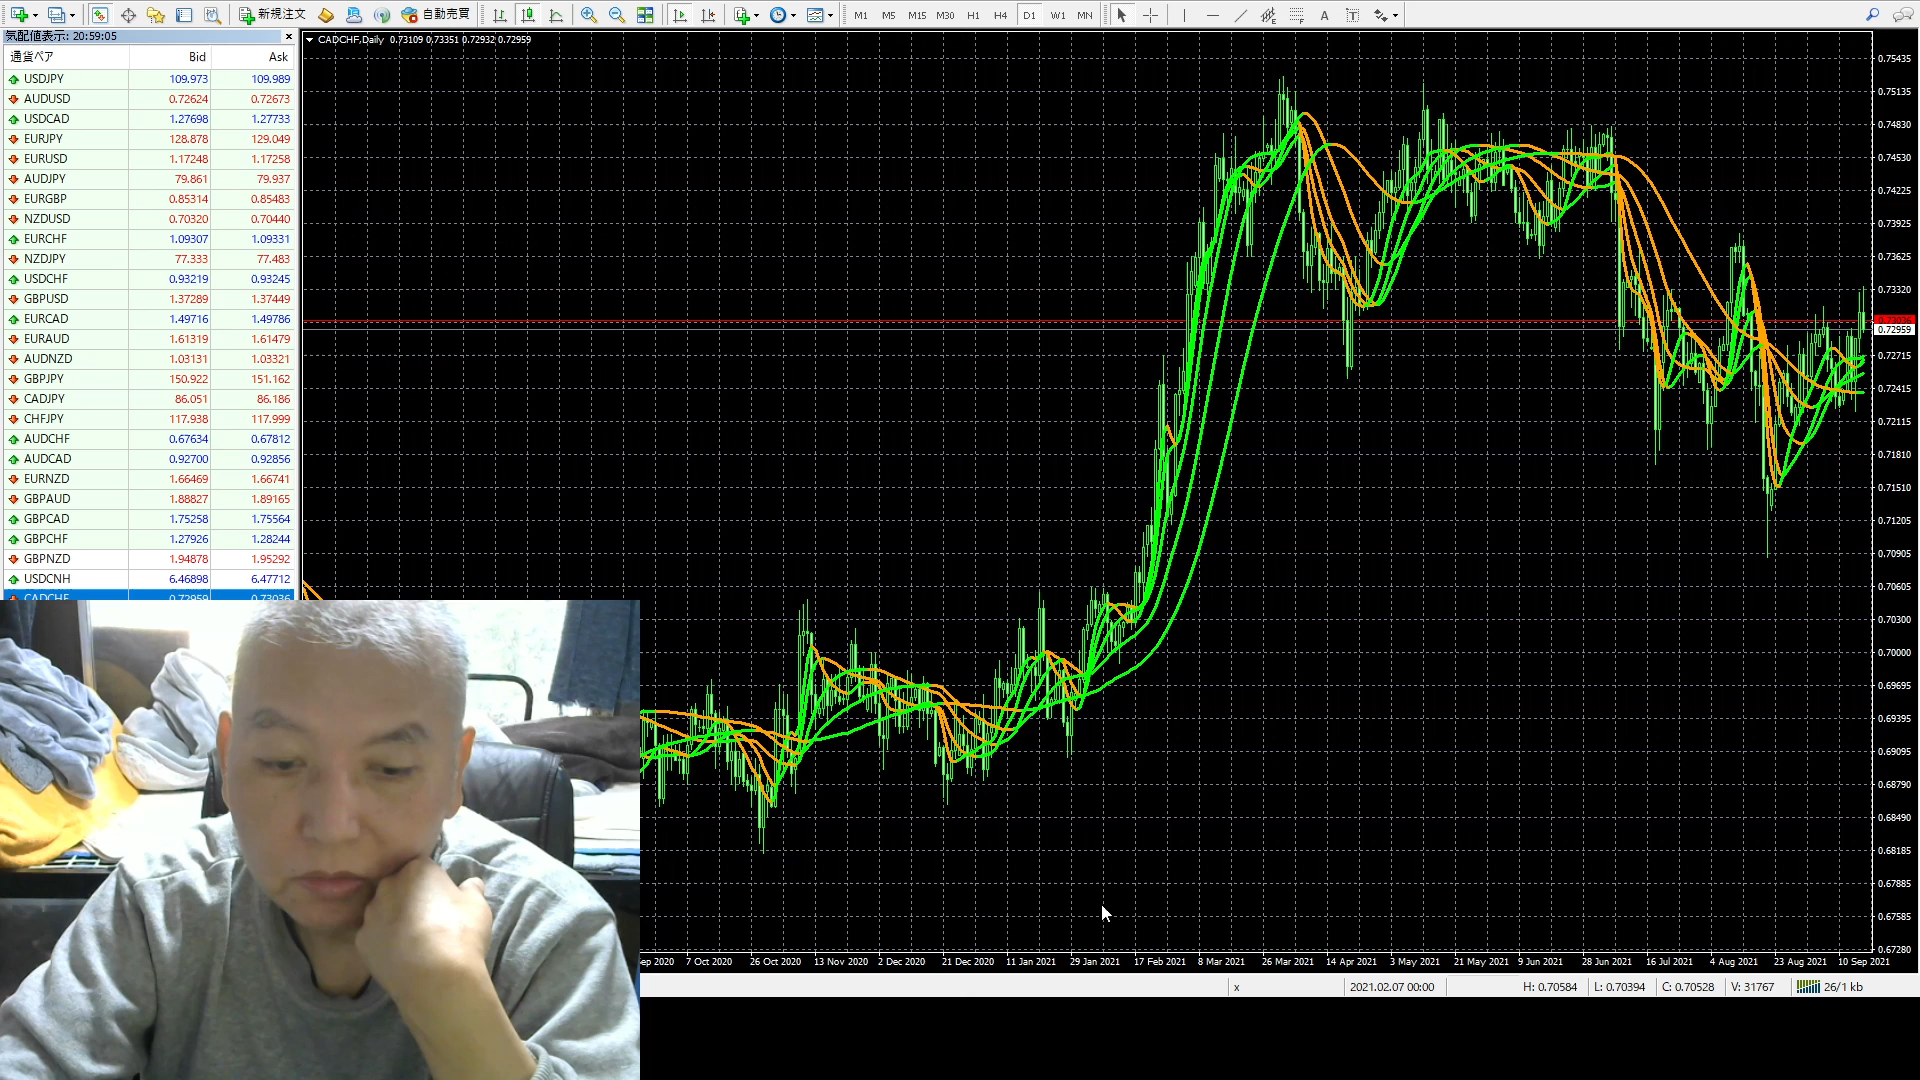 新規注文 自動売買 M1 M5 M15 M30 H1 H4 D1 W1 MN A T
気配値表示: 20:59:05
CADCHF,Daily 0.73109 0.73351 0.72932 0.72959
通貨ペア Bid Ask
USDJPY 109.973 109.989
AUDUSD 0.72624 0.72673
USDCAD 1.27698 1.27733
EURJPY 128.878 129.049
EURUSD 1.17248 1.17258
AUDJPY 79.861 79.937
EURGBP 0.85314 0.85483
NZDUSD 0.70320 0.70440
EURCHF 1.09307 1.09331
NZDJPY 77.333 77.483
USDCHF 0.93219 0.93245
GBPUSD 1.37289 1.37449
EURCAD 1.49716 1.49786
EURAUD 1.61319 1.61479
AUDNZD 1.03131 1.03321
GBPJPY 150.922 151.162
CADJPY 86.051 86.186
CHFJPY 117.938 117.999
AUDCHF 0.67634 0.67812
AUDCAD 0.92700 0.92856
EURNZD 1.66469 1.66741
GBPAUD 1.88827 1.89165
GBPCAD 1.75258 1.75564
GBPCHF 1.27926 1.28244
GBPNZD 1.94878 1.95292
USDCNH 6.46898 6.47712
CADCHF 0.72959 0.73036
0.75435
0.75135
0.74830
0.74530
0.74225
0.73925
0.73625
0.73320
0.73036
0.72959
0.72715
0.72415
0.72115
0.71810
0.71510
0.71205
0.70905
0.70605
0.70300
0.70000
0.69695
0.69395
0.69095
0.68790
0.68490
0.68185
0.67885
0.67585
0.67280
ep 2020 7 Oct 2020 26 Oct 2020 13 Nov 2020 2 Dec 2020 21 Dec 2020 11 Jan 2021 29 Jan 2021 17 Feb 2021 8 Mar 2021 26 Mar 2021 14 Apr 2021 3 May 2021 21 May 2021 9 Jun 2021 28 Jun 2021 16 Jul 2021 4 Aug 2021 23 Aug 2021 10 Sep 2021
x 2021.02.07 00:00 H: 0.70584 L: 0.70394 C: 0.70528 V: 31767 26/1 kb